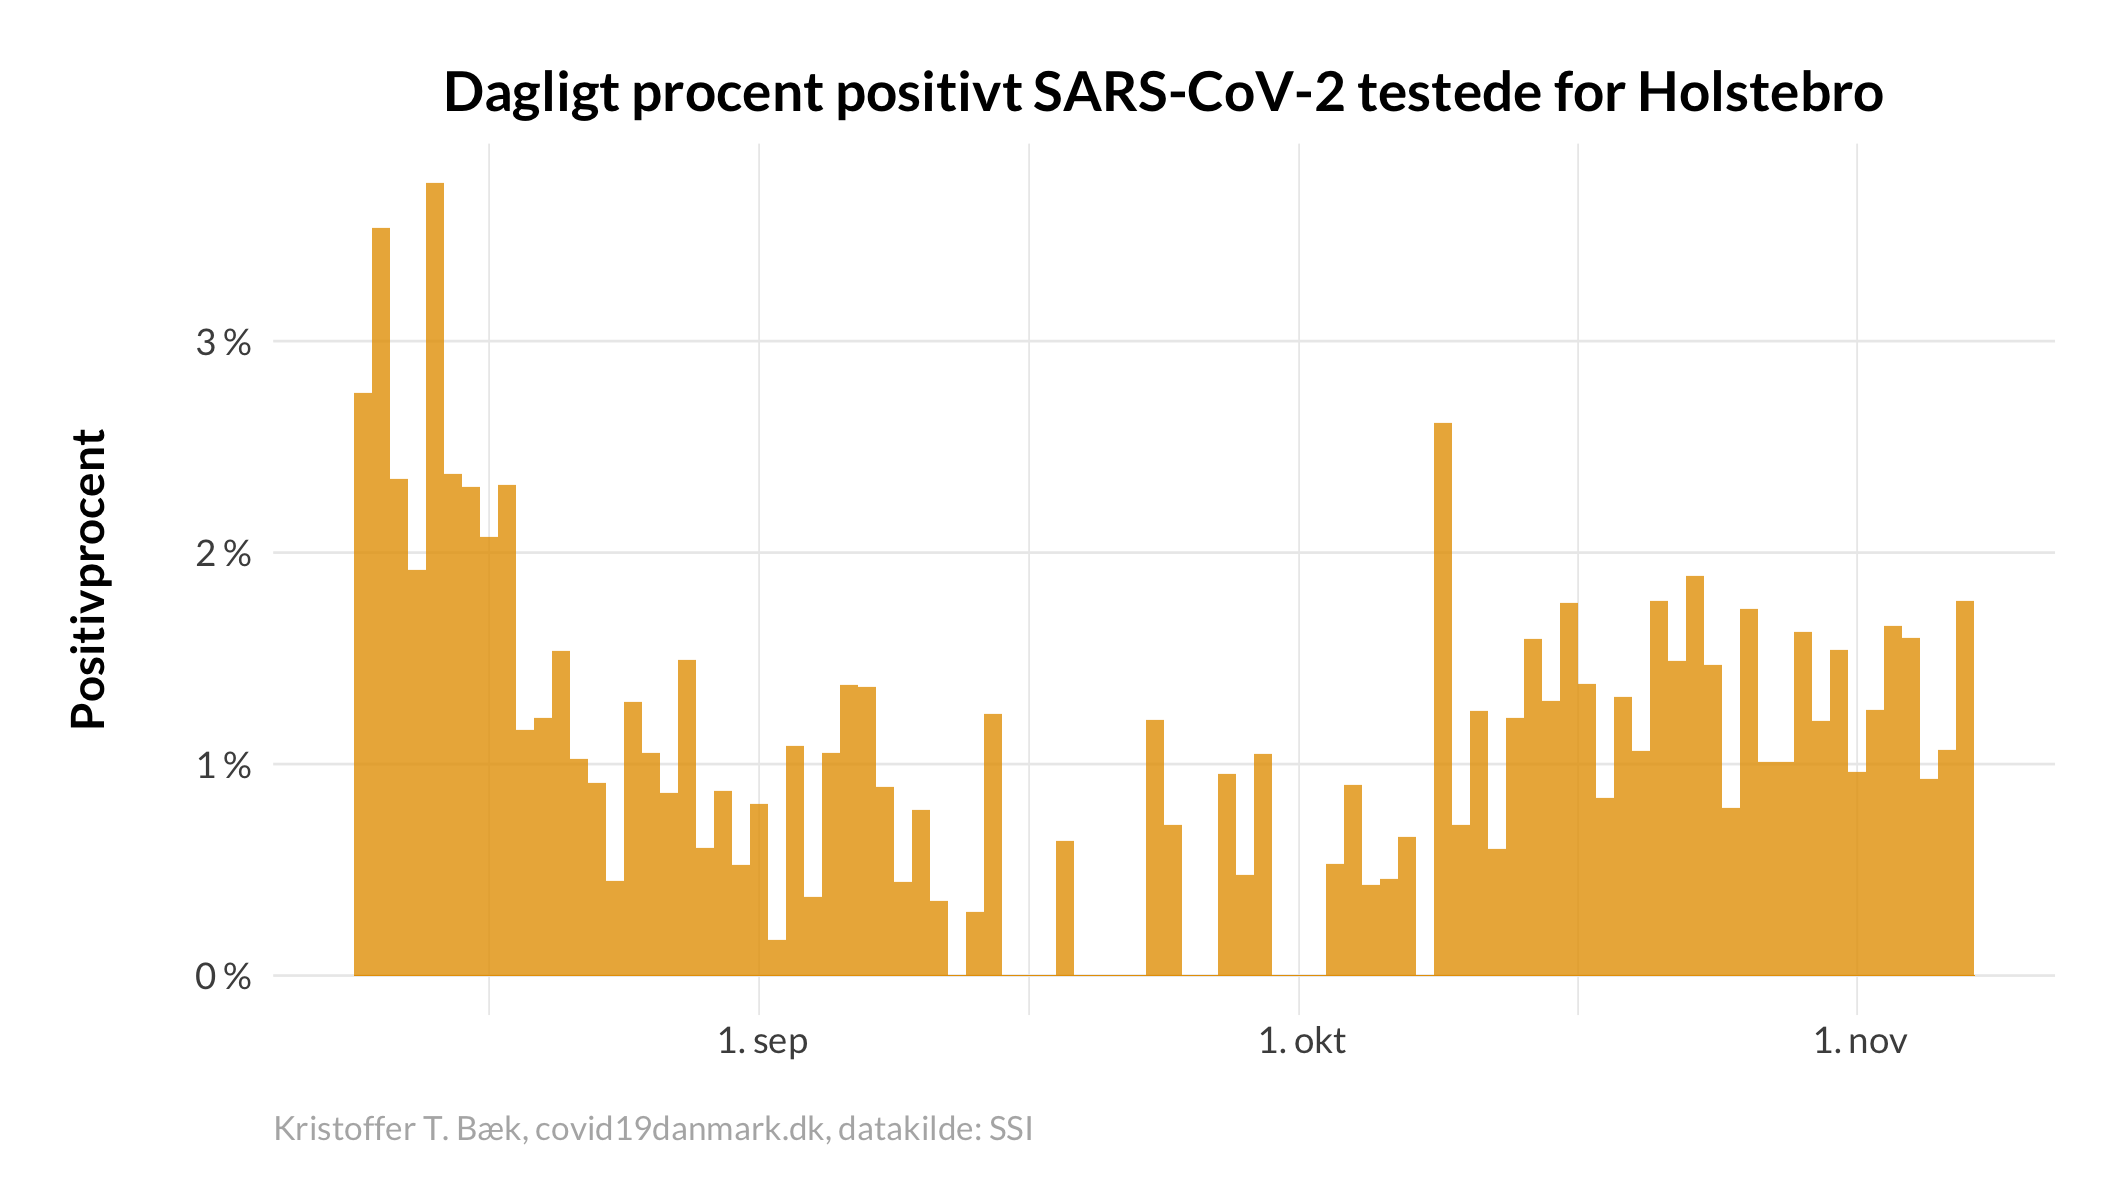 Dagligt procent positivt SARS-CoV-2 testede for Holstebro
Positivprocent
3 %
2 %
1 %
0 %
1. sep
1. okt
1. nov
Kristoffer T. Bæk, covid19danmark.dk, datakilde: SSI